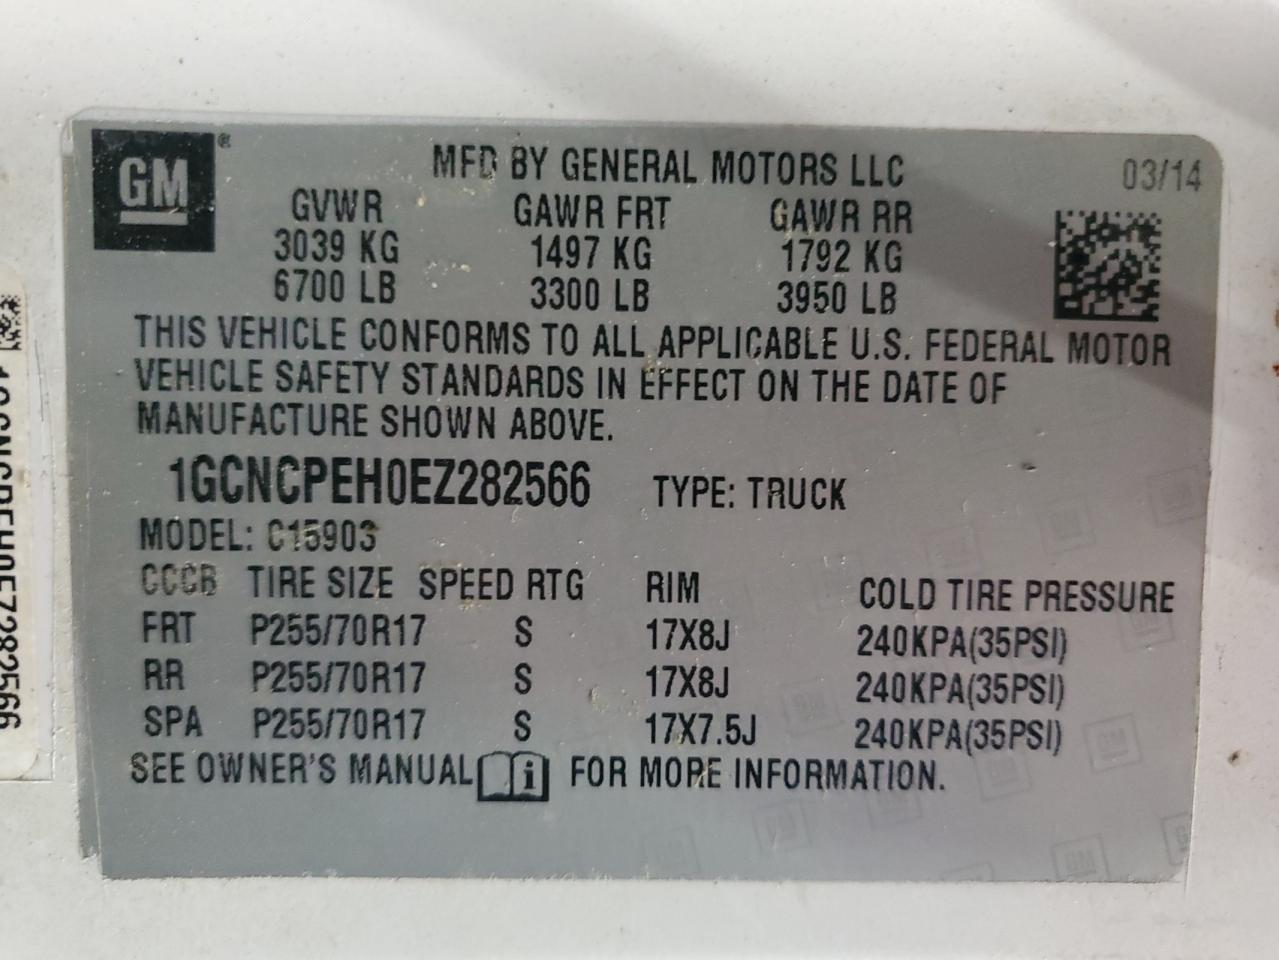 GM®
MFD BY GENERAL MOTORS LLC 03/14
GVWR GAWR FRT GAWR RR
3039 KG 1497 KG 1792 KG
6700 LB 3300 LB 3950 LB
THIS VEHICLE CONFORMS TO ALL APPLICABLE U.S. FEDERAL MOTOR
VEHICLE SAFETY STANDARDS IN EFFECT ON THE DATE OF
MANUFACTURE SHOWN ABOVE.
1GCNCPEH0EZ282566 TYPE: TRUCK
MODEL: C15903
CCCB TIRE SIZE SPEED RTG RIM COLD TIRE PRESSURE
FRT P255/70R17 S 17X8J 240KPA(35PSI)
RR P255/70R17 S 17X8J 240KPA(35PSI)
SPA P255/70R17 S 17X7.5J 240KPA(35PSI)
SEE OWNER'S MANUAL i FOR MORE INFORMATION.
1GCNCPEH0EZ282566